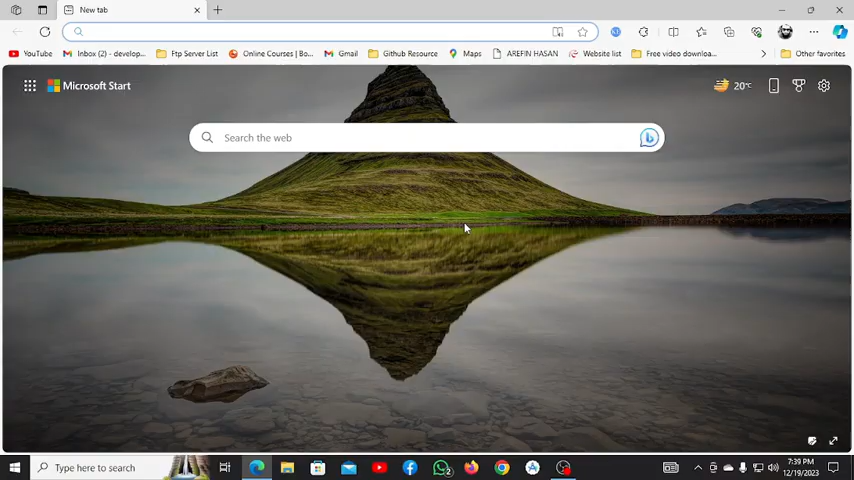 New tab
YouTube
Inbox (2) - develop...
Ftp Server List
Online Courses | Bo...
Gmail
Github Resource
Maps
AREFIN HASAN
Website list
Free video downloa...
Other favorites
Microsoft Start
20°C
Search the web
Type here to search
2
7:39 PM
12/19/2023